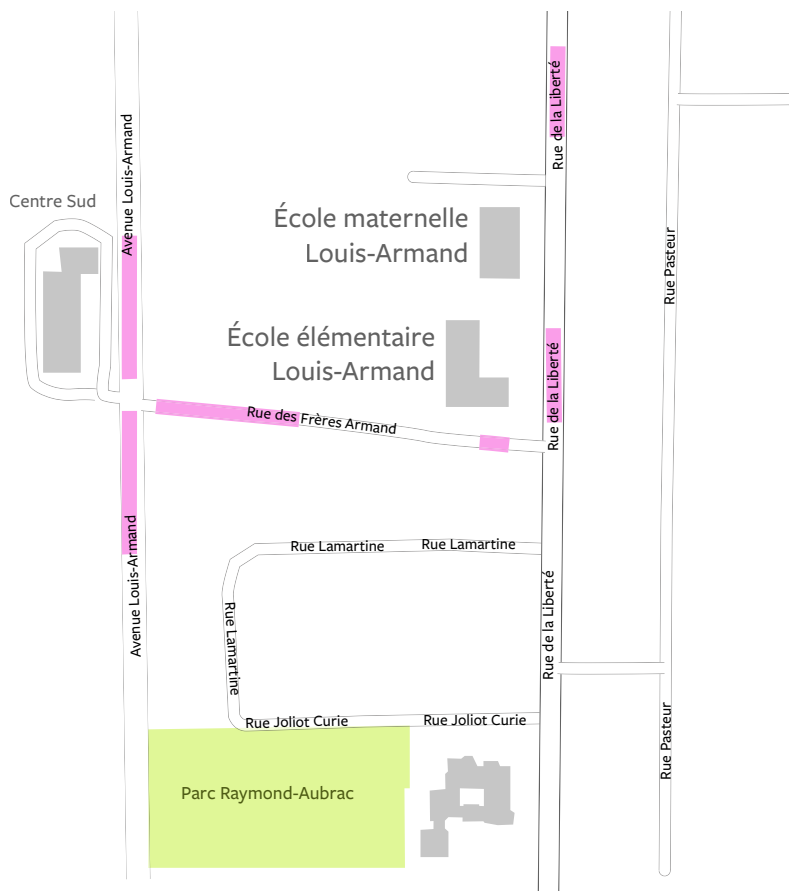 Rue de la Liberté
Avenue Louis-Armand
Centre Sud
École maternelle
Louis-Armand
Rue Pasteur
École élémentaire
Louis-Armand
Rue de la Liberté
Rue des Frères Armand
Avenue Louis-Armand
Rue Lamartine
Rue Lamartine
Rue de la Liberté
Rue Lamartine
Rue Joliot Curie
Rue Joliot Curie
Rue Pasteur
Parc Raymond-Aubrac